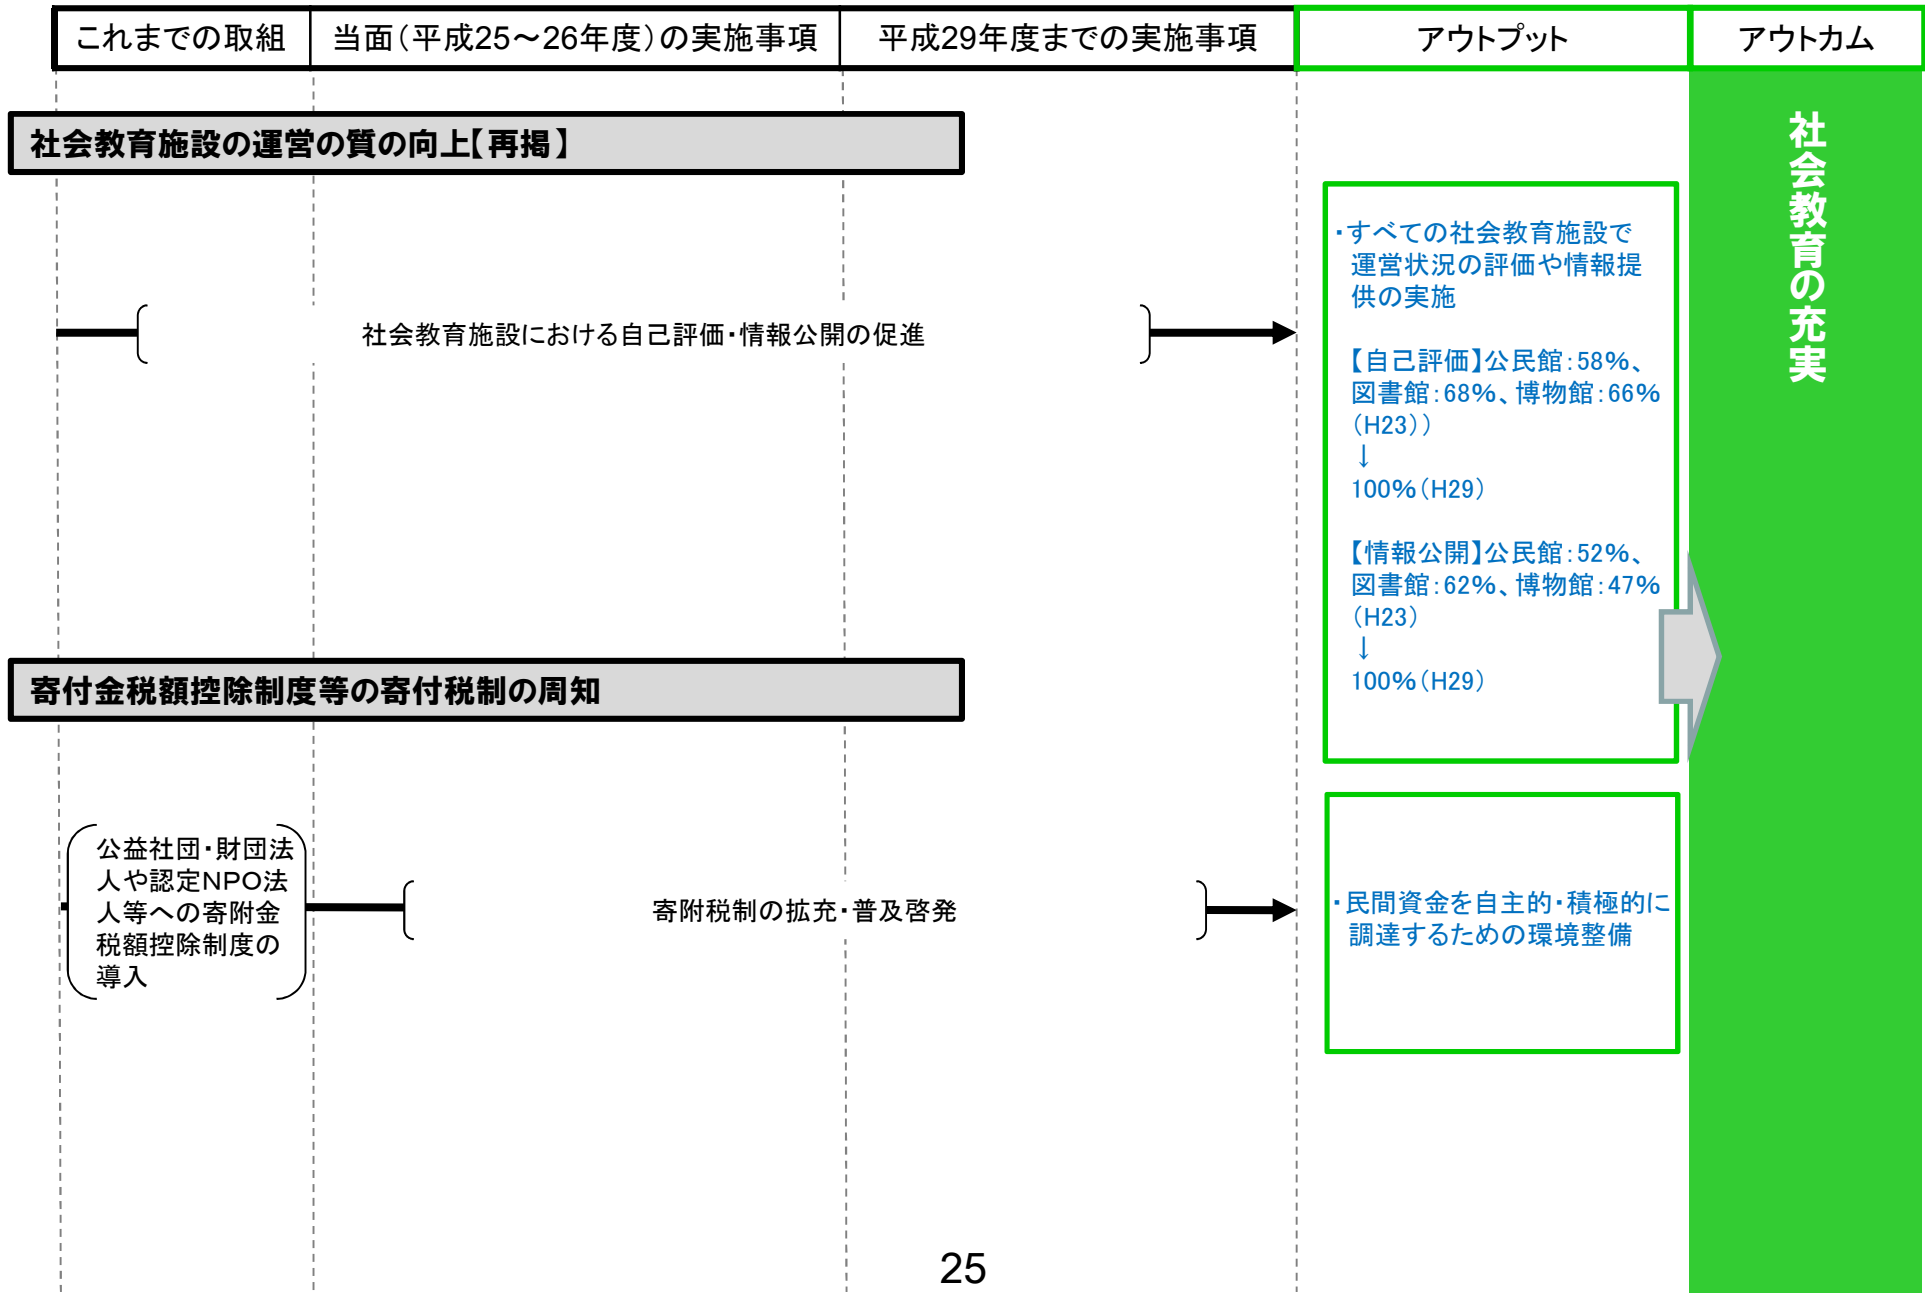 これまでの取組
当面（平成25～26年度）の実施事項
平成29年度までの実施事項
アウトプット
アウトカム
社会教育施設の運営の質の向上【再掲】
社会教育施設における自己評価・情報公開の促進
・すべての社会教育施設で
運営状況の評価や情報提
供の実施
【自己評価】公民館：58％、
図書館：68％、博物館：66％
（H23））
↓
100％（H29）
【情報公開】公民館：52％、
図書館：62％、博物館：47％
（H23）
↓
100％（H29）
社会教育の充実
寄付金税額控除制度等の寄付税制の周知
公益社団・財団法
人や認定NPO法
人等への寄附金
税額控除制度の
導入
寄附税制の拡充・普及啓発
・民間資金を自主的・積極的に
調達するための環境整備
25